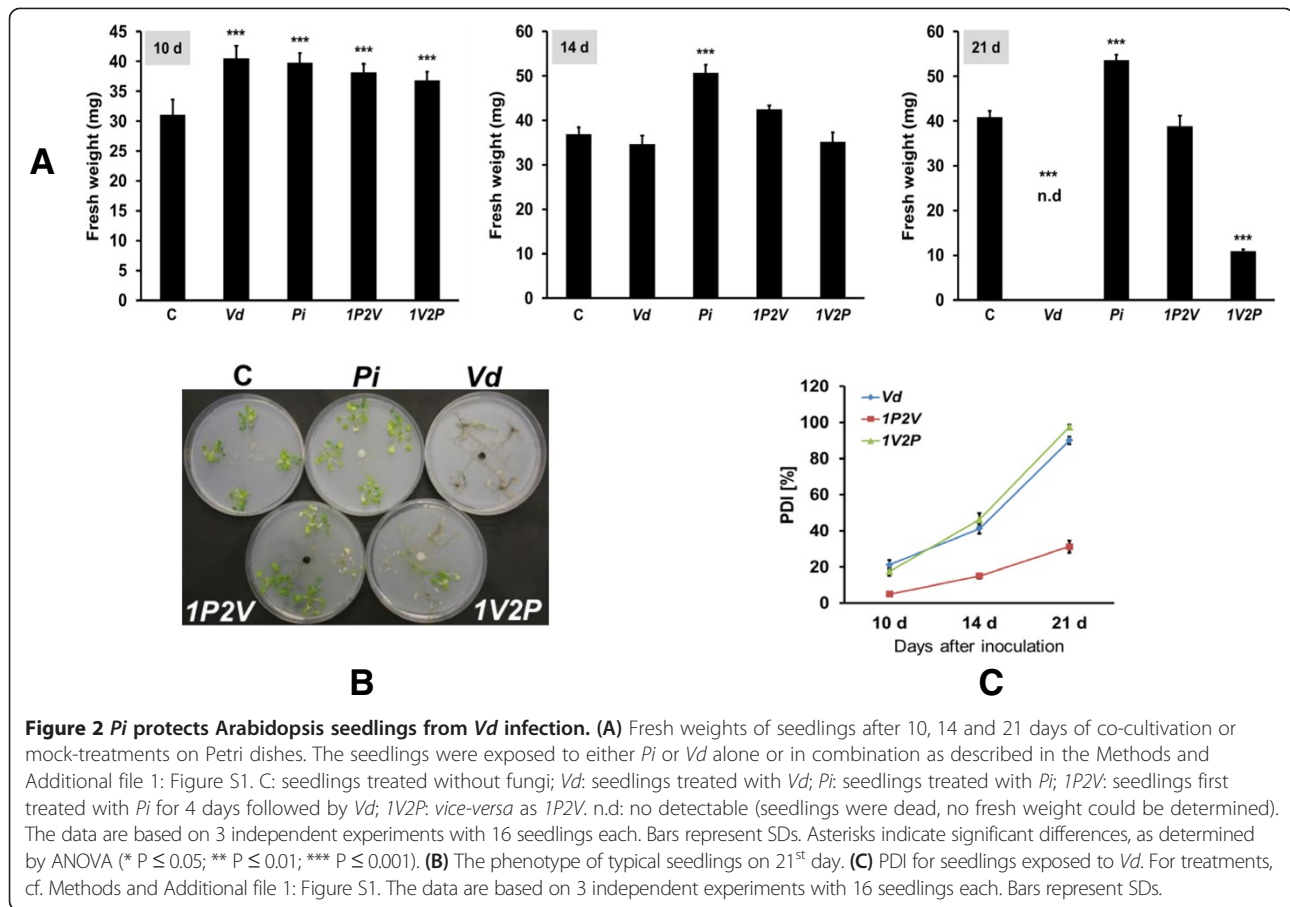 45
40
35
30
25
20
15
10
5
0
Fresh weight (mg)
10 d
***
***
***
***
C Vd Pi 1P2V 1V2P
60
50
40
30
20
10
0
Fresh weight (mg)
14 d
***
C Vd Pi 1P2V 1V2P
60
50
40
30
20
10
0
Fresh weight (mg)
21 d
***
n.d
***
***
C Vd Pi 1P2V 1V2P
A
C Pi Vd
1P2V 1V2P
B
120
100
80
60
40
20
0
PDI [%]
Vd
1P2V
1V2P
10 d 14 d 21 d
Days after inoculation
C
Figure 2 Pi protects Arabidopsis seedlings from Vd infection. (A) Fresh weights of seedlings after 10, 14 and 21 days of co-cultivation or
mock-treatments on Petri dishes. The seedlings were exposed to either Pi or Vd alone or in combination as described in the Methods and
Additional file 1: Figure S1. C: seedlings treated without fungi; Vd: seedlings treated with Vd; Pi: seedlings treated with Pi; 1P2V: seedlings first
treated with Pi for 4 days followed by Vd; 1V2P: vice-versa as 1P2V. n.d: no detectable (seedlings were dead, no fresh weight could be determined).
The data are based on 3 independent experiments with 16 seedlings each. Bars represent SDs. Asterisks indicate significant differences, as determined
by ANOVA (* P ≤ 0.05; ** P ≤ 0.01; *** P ≤ 0.001). (B) The phenotype of typical seedlings on 21st day. (C) PDI for seedlings exposed to Vd. For treatments,
cf. Methods and Additional file 1: Figure S1. The data are based on 3 independent experiments with 16 seedlings each. Bars represent SDs.